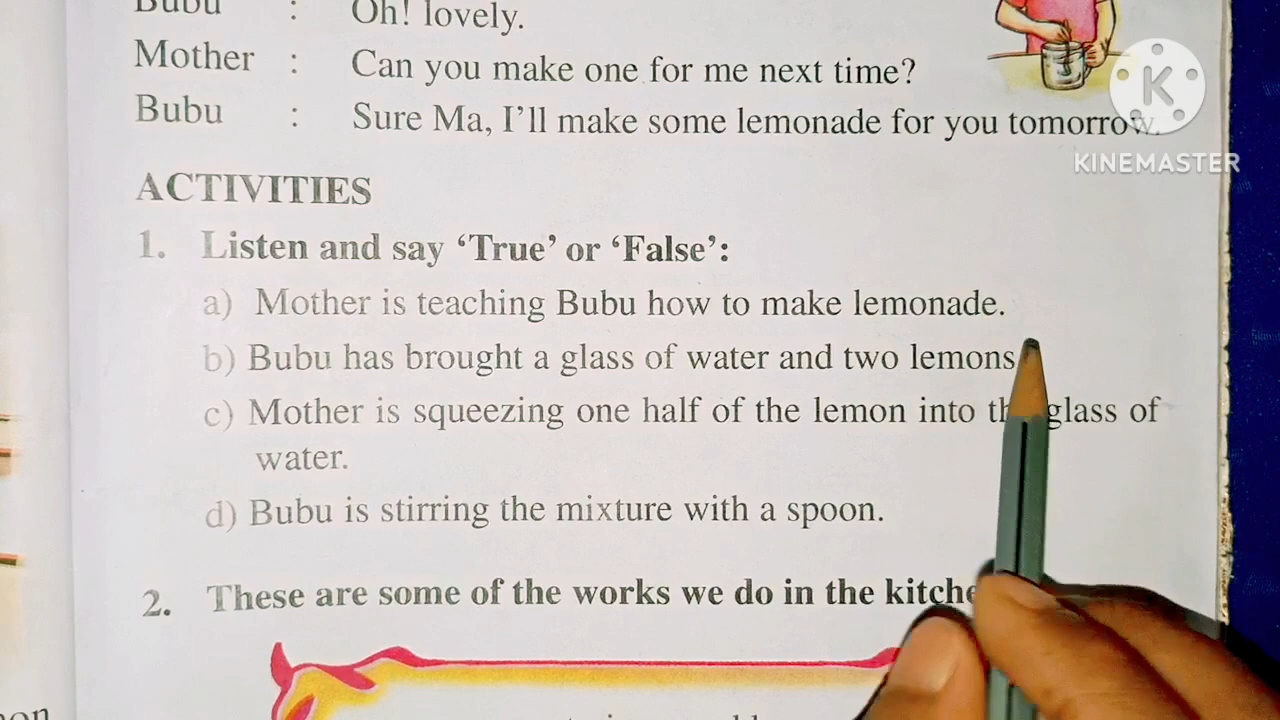 Bubu : Oh! lovely.
Mother : Can you make one for me next time?
Bubu : Sure Ma, I'll make some lemonade for you tomorrow.
K
KINEMASTER
ACTIVITIES
1. Listen and say 'True' or 'False':
a) Mother is teaching Bubu how to make lemonade.
b) Bubu has brought a glass of water and two lemons
c) Mother is squeezing one half of the lemon into the glass of
water.
d) Bubu is stirring the mixture with a spoon.
2. These are some of the works we do in the kitche